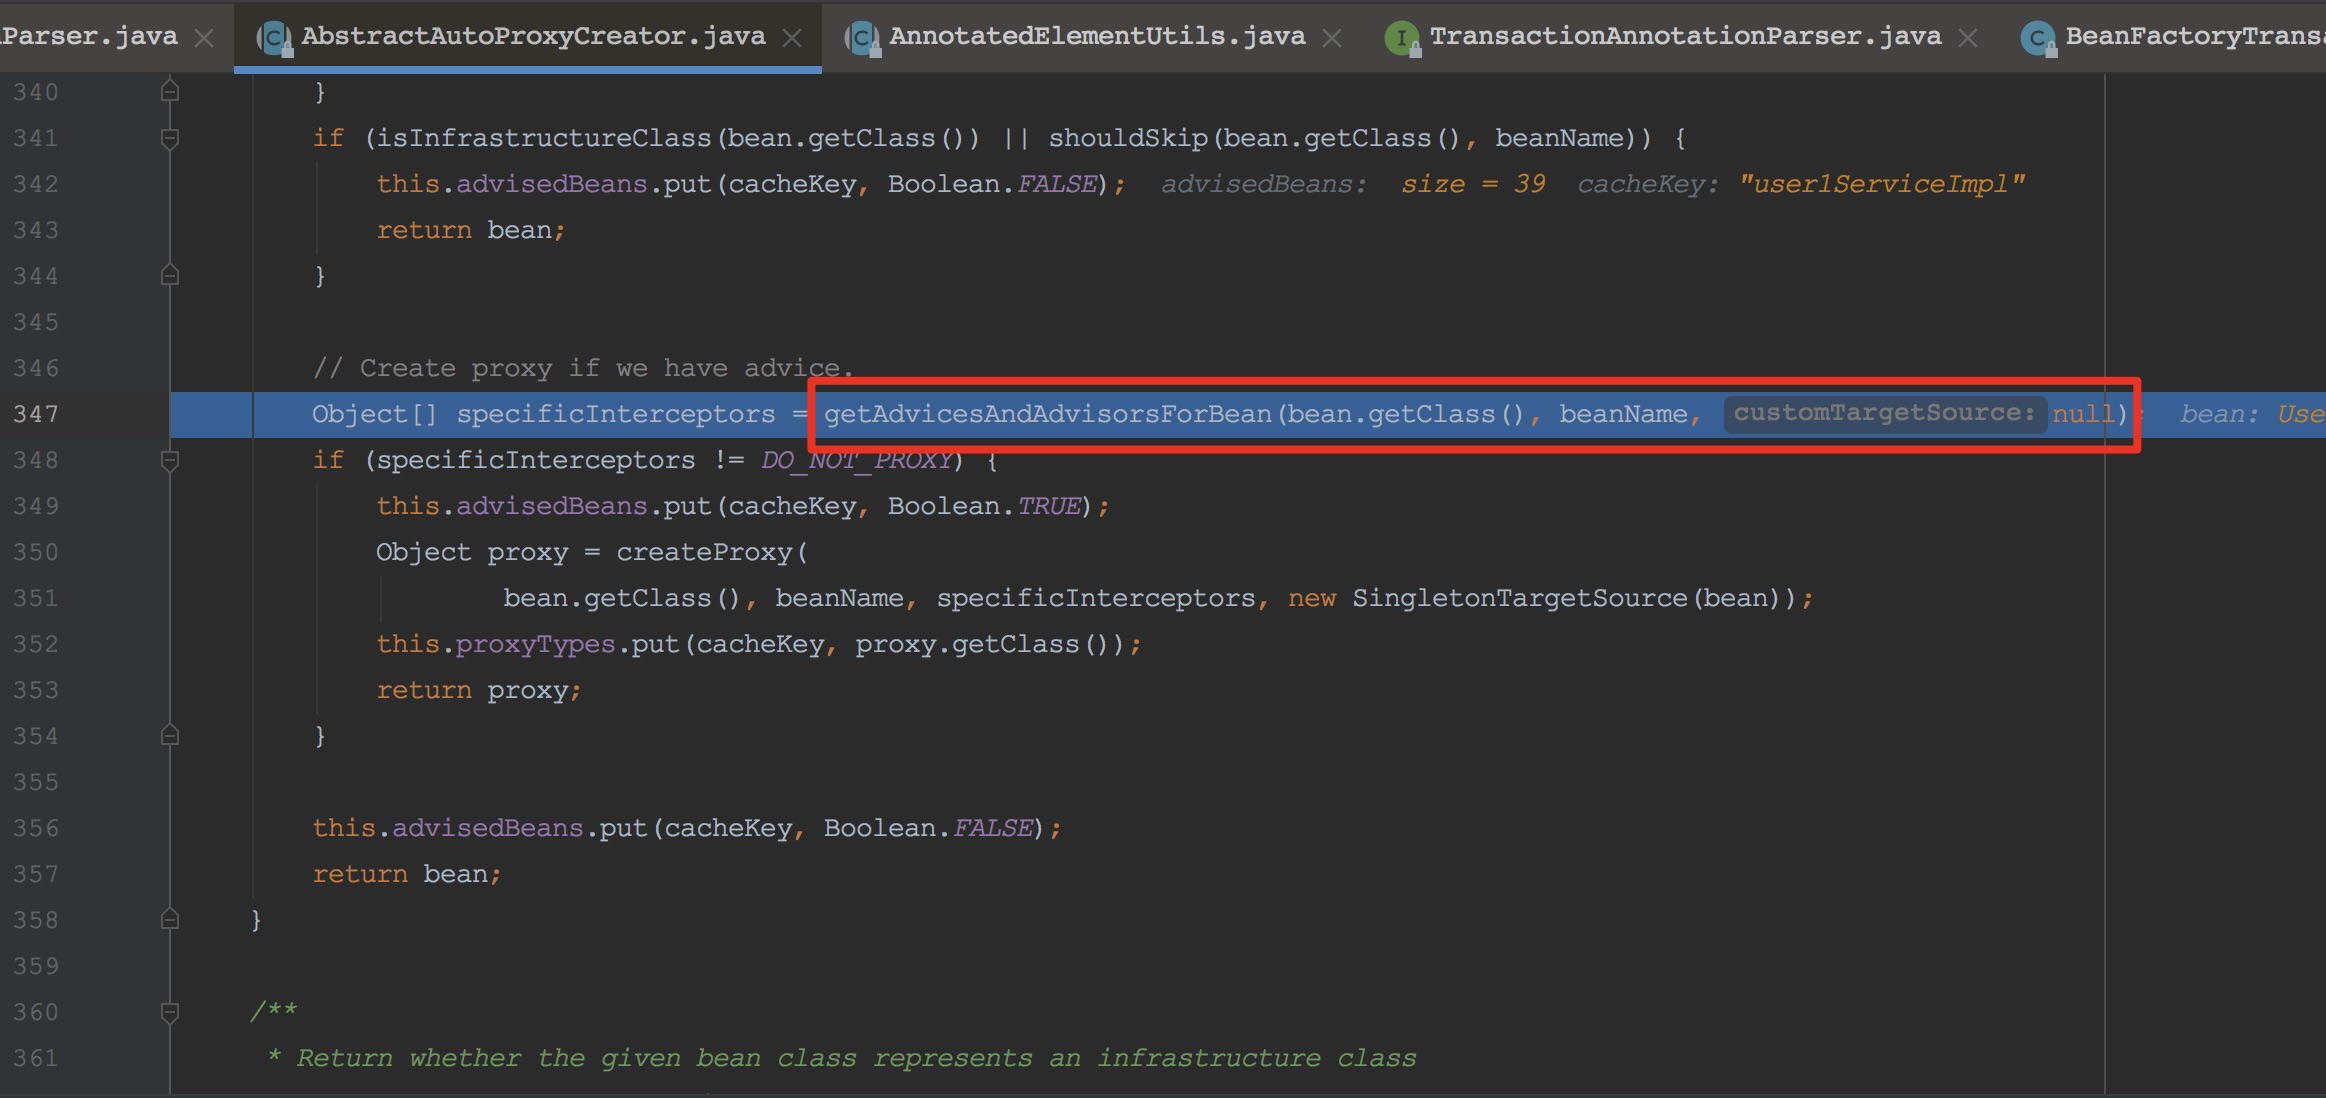 Parser.java AbstractAutoProxyCreator.java AnnotatedElementUtils.java TransactionAnnotationParser.java BeanFactoryTransa
340 }
341 if (isInfrastructureClass(bean.getClass()) || shouldSkip(bean.getClass(), beanName)) {
342 this.advisedBeans.put(cacheKey, Boolean.FALSE); advisedBeans: size = 39 cacheKey: "user1ServiceImpl"
343 return bean;
344 }
345
346 // Create proxy if we have advice.
347 Object[] specificInterceptors = getAdvicesAndAdvisorsForBean(bean.getClass(), beanName, customTargetSource: null); bean: Use
348 if (specificInterceptors != DO_NOT_PROXY) {
349 this.advisedBeans.put(cacheKey, Boolean.TRUE);
350 Object proxy = createProxy(
351 bean.getClass(), beanName, specificInterceptors, new SingletonTargetSource(bean));
352 this.proxyTypes.put(cacheKey, proxy.getClass());
353 return proxy;
354 }
355
356 this.advisedBeans.put(cacheKey, Boolean.FALSE);
357 return bean;
358 }
359
360 /**
361 * Return whether the given bean class represents an infrastructure class